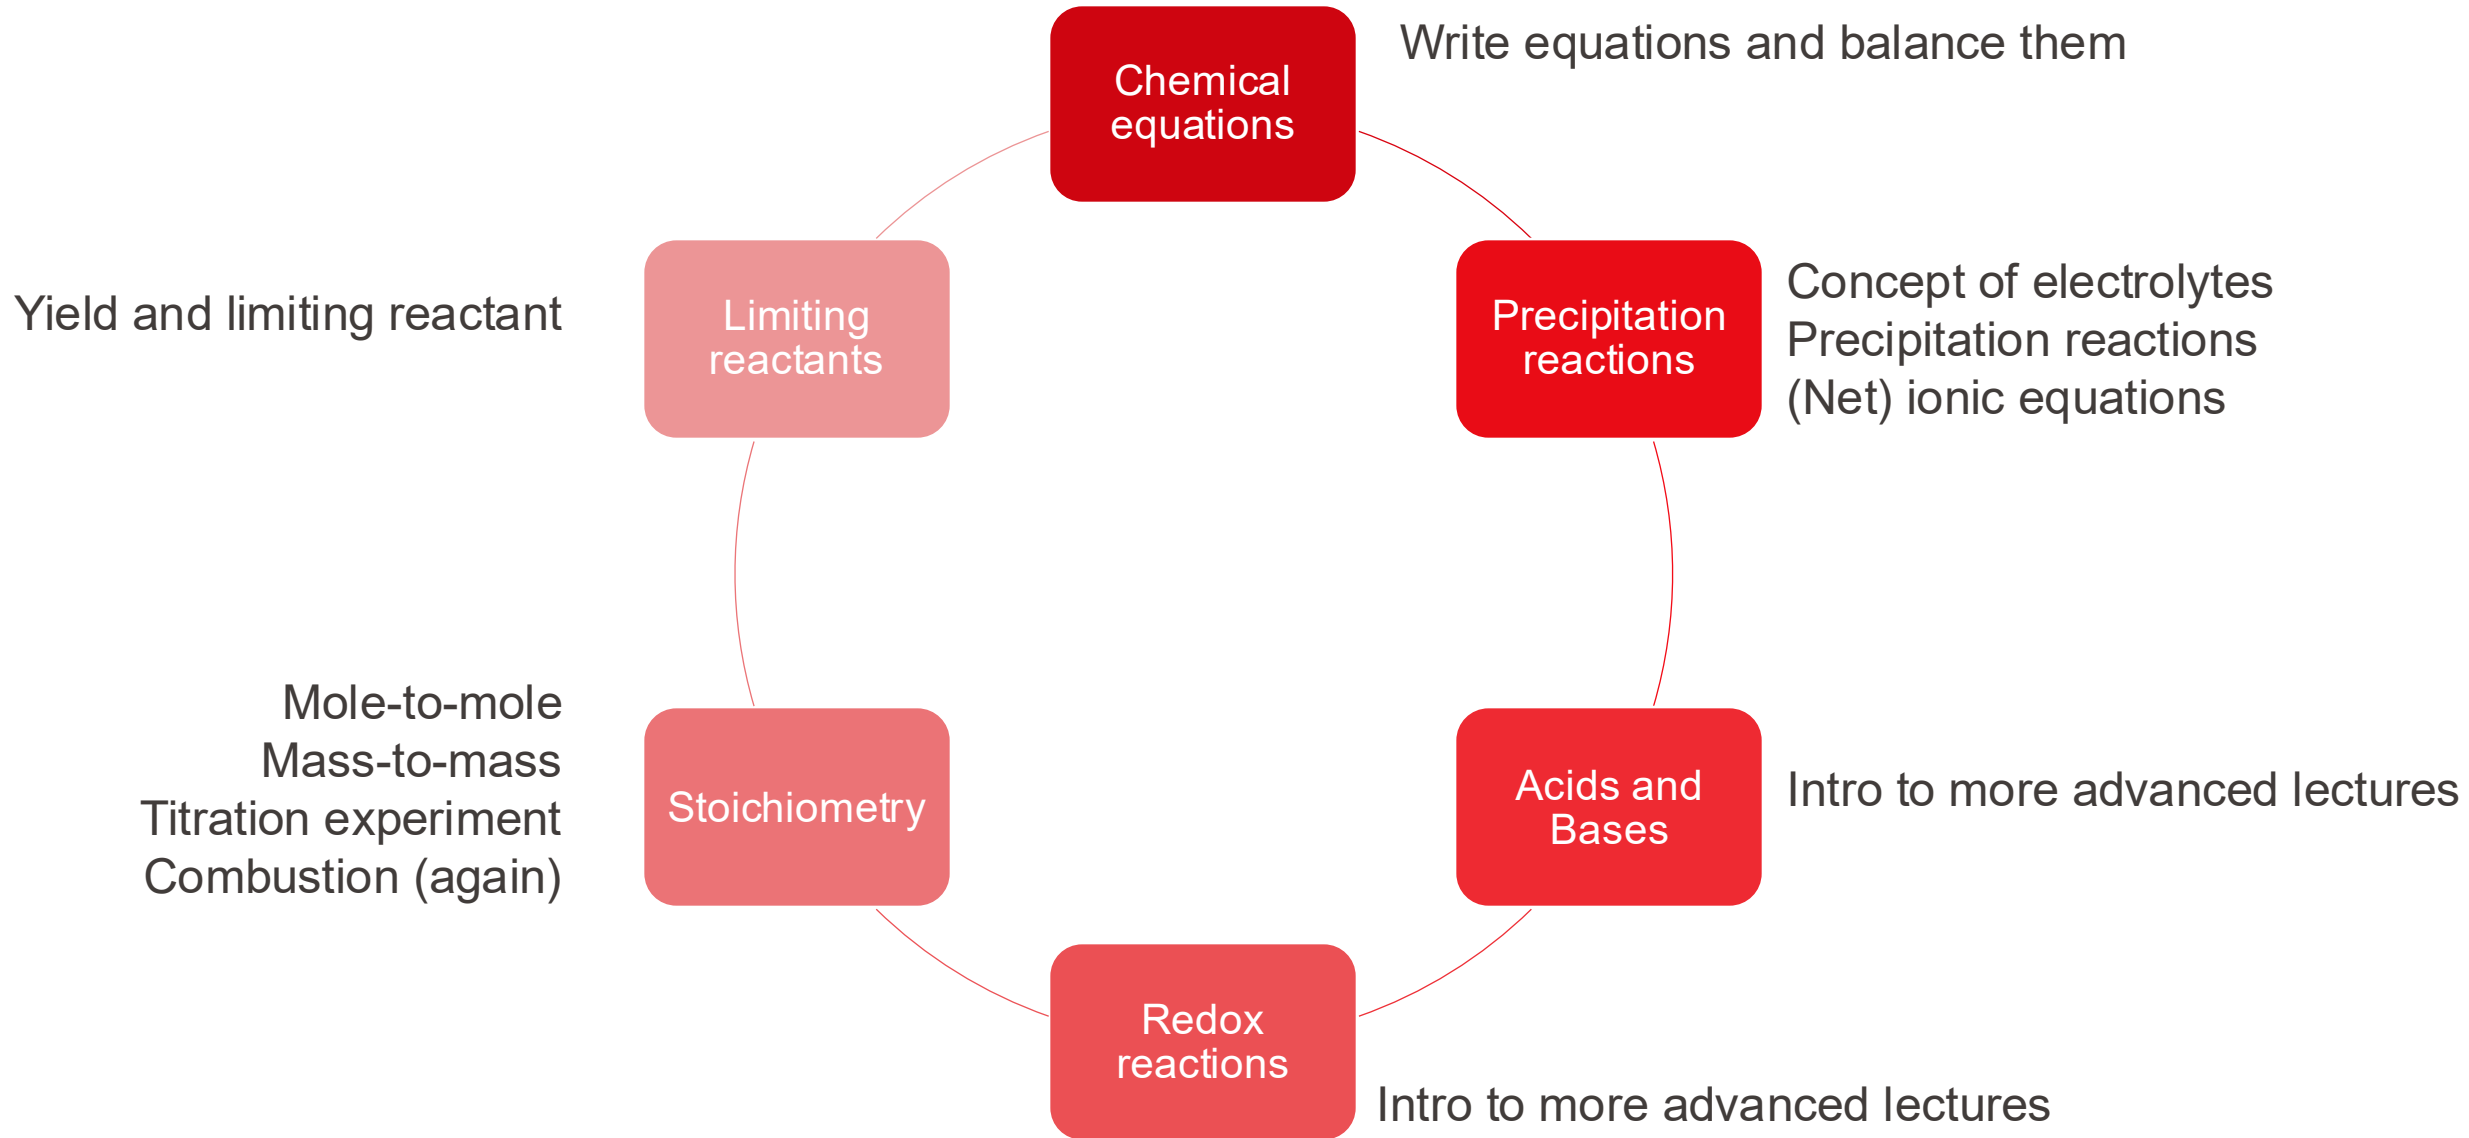 Chemical
equations
Write equations and balance them
Precipitation
reactions
Concept of electrolytes
Precipitation reactions
(Net) ionic equations
Acids and
Bases
Intro to more advanced lectures
Redox
reactions
Intro to more advanced lectures
Stoichiometry
Mole-to-mole
Mass-to-mass
Titration experiment
Combustion (again)
Limiting
reactants
Yield and limiting reactant